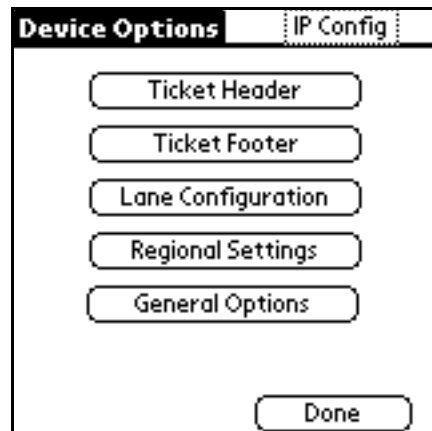 Device Options IP Config
Ticket Header
Ticket Footer
Lane Configuration
Regional Settings
General Options
Done